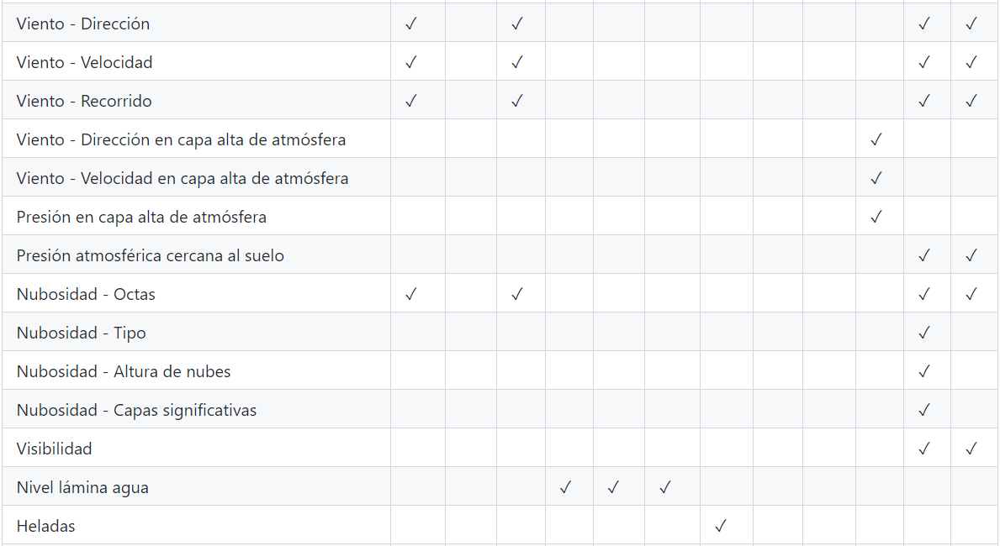 Viento - Dirección ✓ ✓ ✓ ✓
Viento - Velocidad ✓ ✓ ✓ ✓
Viento - Recorrido ✓ ✓ ✓ ✓
Viento - Dirección en capa alta de atmósfera ✓
Viento - Velocidad en capa alta de atmósfera ✓
Presión en capa alta de atmósfera ✓
Presión atmosférica cercana al suelo ✓ ✓
Nubosidad - Octas ✓ ✓ ✓ ✓
Nubosidad - Tipo ✓
Nubosidad - Altura de nubes ✓
Nubosidad - Capas significativas ✓
Visibilidad ✓ ✓
Nivel lámina agua ✓ ✓ ✓
Heladas ✓